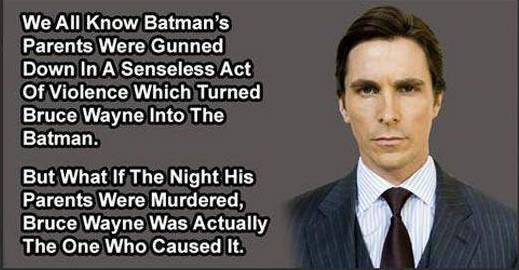 We All Know Batman's
Parents Were Gunned
Down In A Senseless Act
Of Violence Which Turned
Bruce Wayne Into The
Batman.
But What If The Night His
Parents Were Murdered,
Bruce Wayne Was Actually
The One Who Caused It.